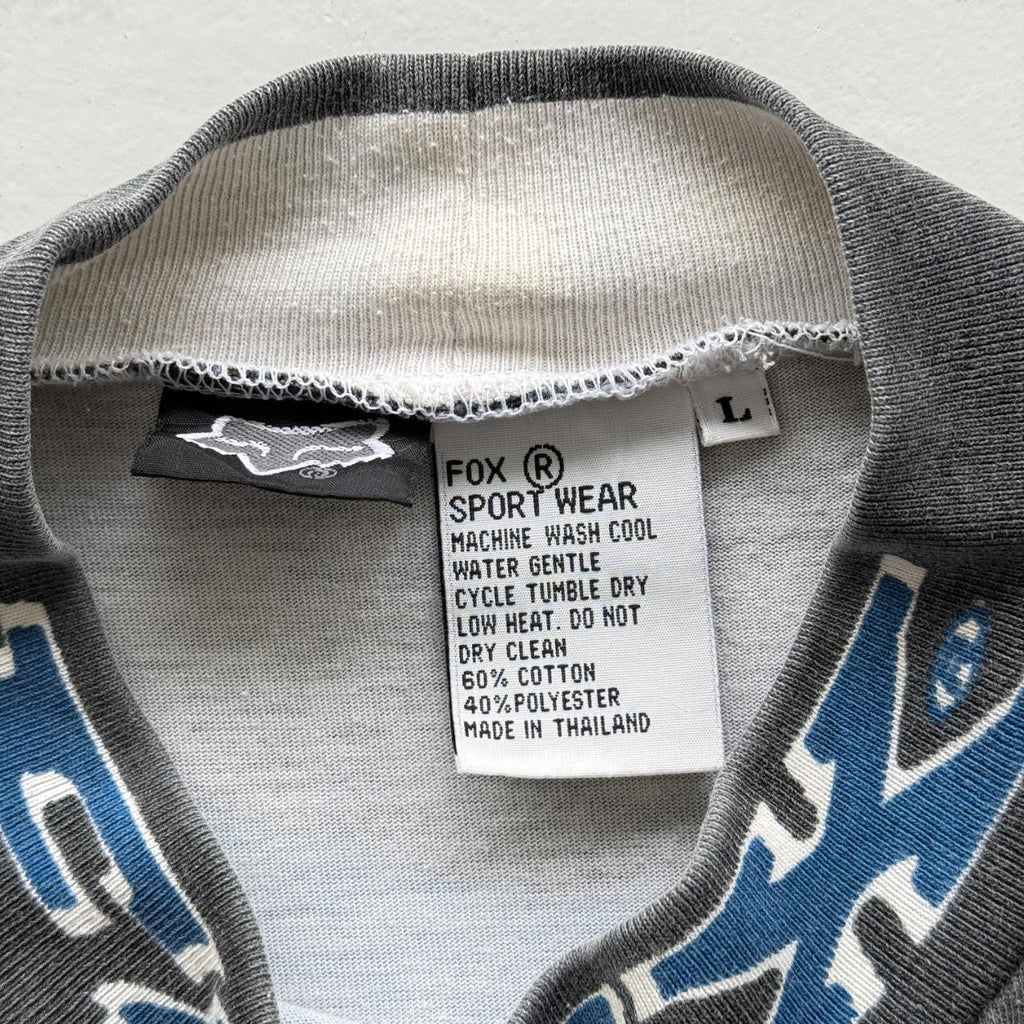 L
FOX ®
SPORT WEAR
MACHINE WASH COOL
WATER GENTLE
CYCLE TUMBLE DRY
LOW HEAT. DO NOT
DRY CLEAN
60% COTTON
40%POLYESTER
MADE IN THAILAND